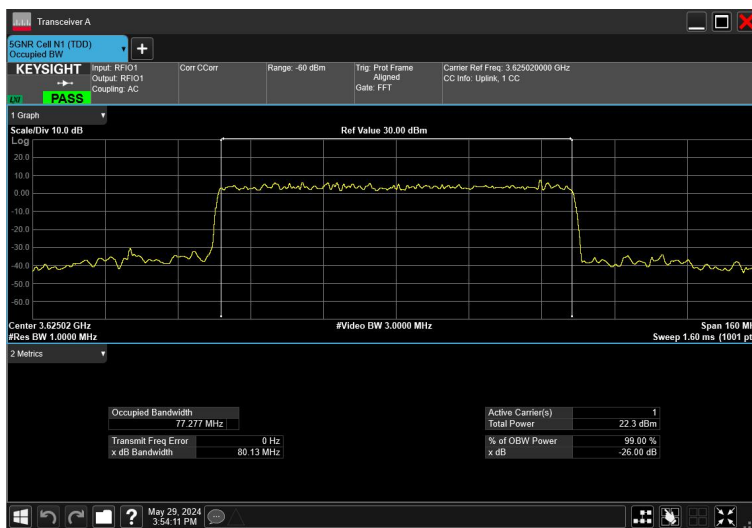 Transceiver A
5GNR Cell N1 (TDD)
Occupied BW
KEYSIGHT
LXI
PASS
Input: RFIO1
Output: RFIO1
Coupling: AC
Corr CCorr
Range: -60 dBm
Trig: Prot Frame
Aligned
Gate: FFT
Carrier Ref Freq: 3.625020000 GHz
CC Info: Uplink, 1 CC
1 Graph
Scale/Div 10.0 dB
Ref Value 30.00 dBm
Log
20.0
10.0
0.00
-10.0
-20.0
-30.0
-40.0
-50.0
-60.0
Center 3.62502 GHz
#Video BW 3.0000 MHz
Span 160 MH
#Res BW 1.0000 MHz
Sweep 1.60 ms (1001 pt
2 Metrics
Occupied Bandwidth
77.277 MHz
Active Carrier(s) 1
Total Power 22.3 dBm
Transmit Freq Error 0 Hz
x dB Bandwidth 80.13 MHz
% of OBW Power 99.00 %
x dB -26.00 dB
?
May 29, 2024
3:54:11 PM